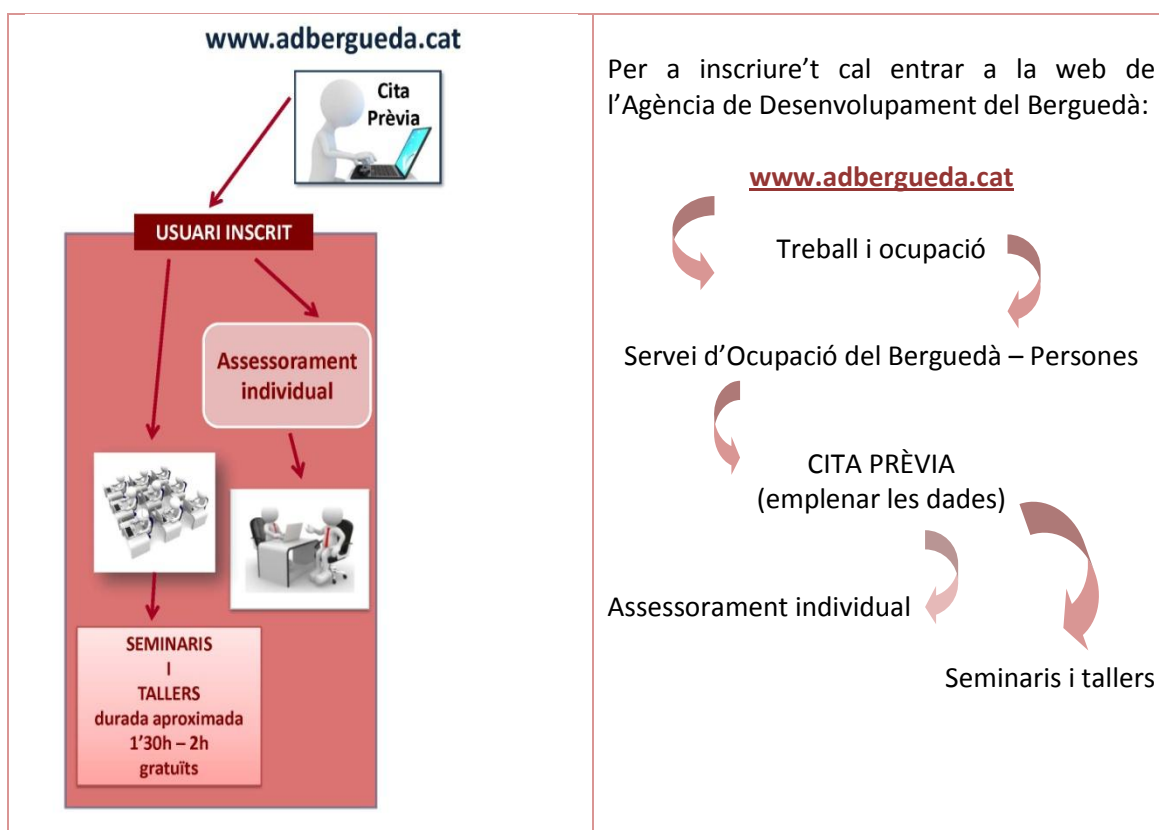 www.adbergueda.cat
Cita
Prèvia
USUARI INSCRIT
Assessorament
individual
SEMINARIS
I
TALLERS
durada aproximada
1'30h – 2h
gratuïts
Per a inscriure't cal entrar a la web de
l'Agència de Desenvolupament del Berguedà:
www.adbergueda.cat
Treball i ocupació
Servei d'Ocupació del Berguedà – Persones
CITA PRÈVIA
(emplenar les dades)
Assessorament individual
Seminaris i tallers